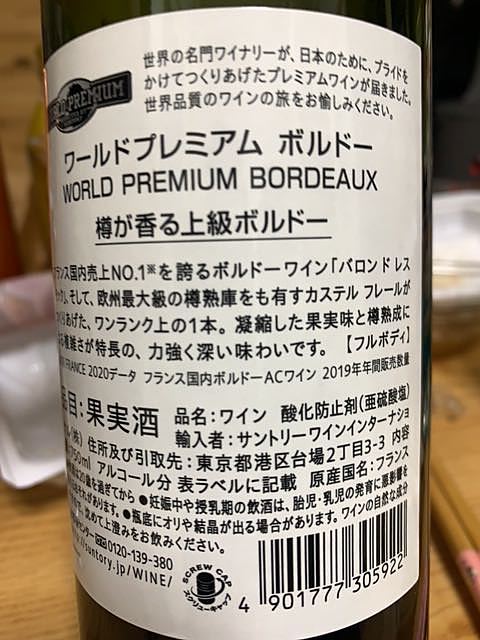 PREMIUM
世界の名門ワイナリーが、日本のために、プライドを
かけてつくりあげたプレミアムワインが届きました。
世界品質のワインの旅をお愉しみください。
ワールドプレミアム ボルドー
WORLD PREMIUM BORDEAUX
樽が香る上級ボルドー
ランス国内売上NO.1※を誇るボルドーワイン「バロンドレス
ック」。そして、欧州最大級の樽熟庫をも有すカステル フレールが
くりあげた、ワンランク上の1本。凝縮した果実味と樽熟成に
る複雑さが特長の、力強く深い味わいです。【フルボディ】
FRANCE 2020データ フランス国内ボルドーACワイン 2019年年間販売数量
目:果実酒 品名:ワイン 酸化防止剤(亜硫酸塩)
輸入者:サントリーワインインターナショ
(株) 住所及び引取先:東京都港区台場2丁目3-3 内容
750ml アルコール分 表ラベルに記載 原産国名:フランス
20歳を過ぎてから ●妊娠中や授乳期の飲酒は、胎児・乳児の発育に悪影響を
それがあります。●瓶底にオリや結晶が出る場合があります。ワインの自然な成分
上澄みをお飲みください。
0120-139-380
suntory.jp/WINE/
SCREW CAP
スクリューキャップ
4 901777 305922